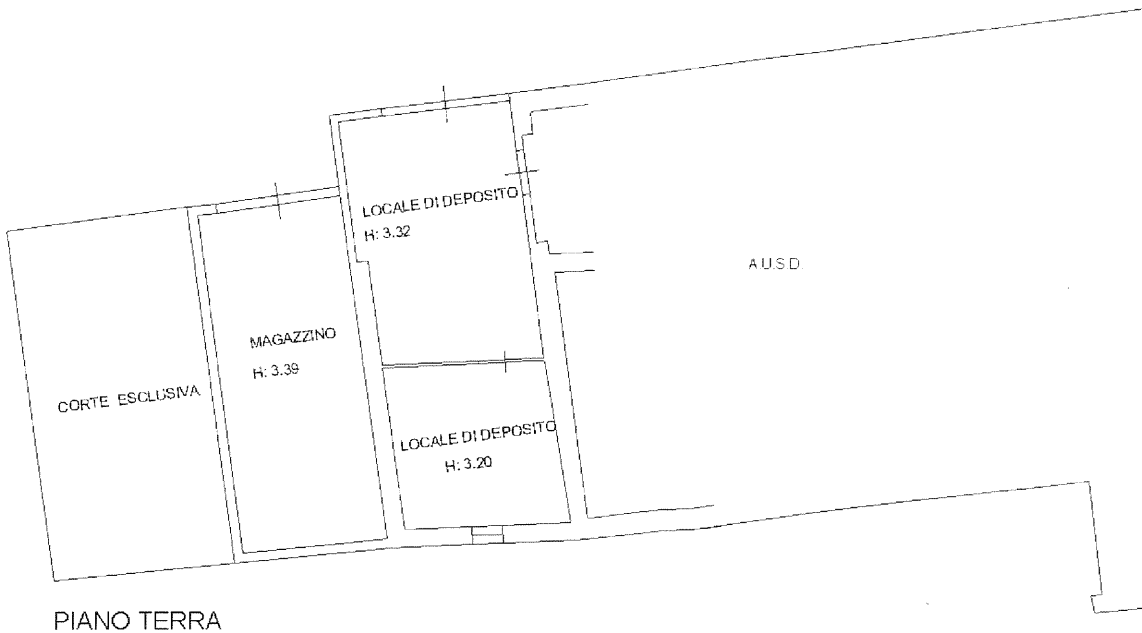 LOCALE DI DEPOSITO
H: 3.32
A.U.S.D.
MAGAZZINO
H: 3.39
CORTE ESCLUSIVA
LOCALE DI DEPOSITO
H: 3.20
PIANO TERRA